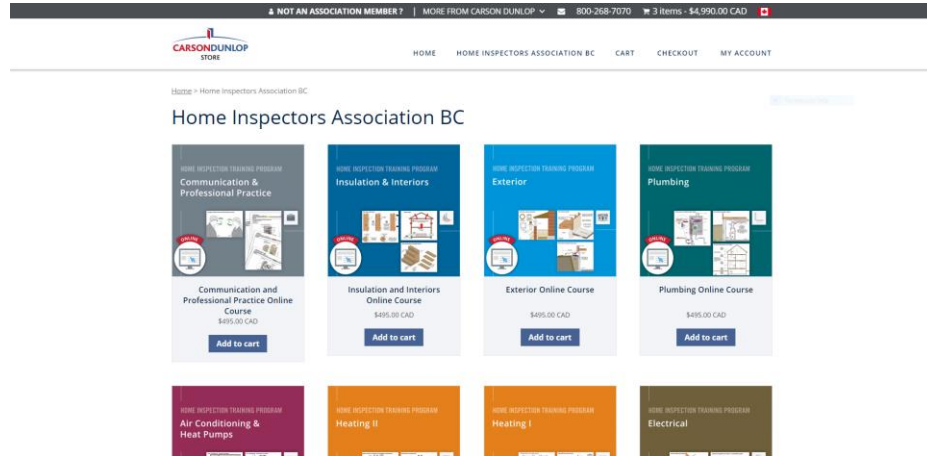 NOT AN ASSOCIATION MEMBER ? | MORE FROM CARSON DUNLOP 800-268-7070 3 items - $4,990.00 CAD
CARSONDUNLOP
STORE
HOME HOME INSPECTORS ASSOCIATION BC CART CHECKOUT MY ACCOUNT
Home > Home Inspectors Association BC
Home Inspectors Association BC
HOME INSPECTION TRAINING PROGRAM
Communication &
Professional Practice
ONLINE
Communication and
Professional Practice Online
Course
$495.00 CAD
Add to cart
HOME INSPECTION TRAINING PROGRAM
Insulation & Interiors
ONLINE
Insulation and Interiors
Online Course
$495.00 CAD
Add to cart
HOME INSPECTION TRAINING PROGRAM
Exterior
ONLINE
Exterior Online Course
$495.00 CAD
Add to cart
HOME INSPECTION TRAINING PROGRAM
Plumbing
ONLINE
Plumbing Online Course
$495.00 CAD
Add to cart
HOME INSPECTION TRAINING PROGRAM
Air Conditioning &
Heat Pumps
HOME INSPECTION TRAINING PROGRAM
Heating II
HOME INSPECTION TRAINING PROGRAM
Heating I
HOME INSPECTION TRAINING PROGRAM
Electrical